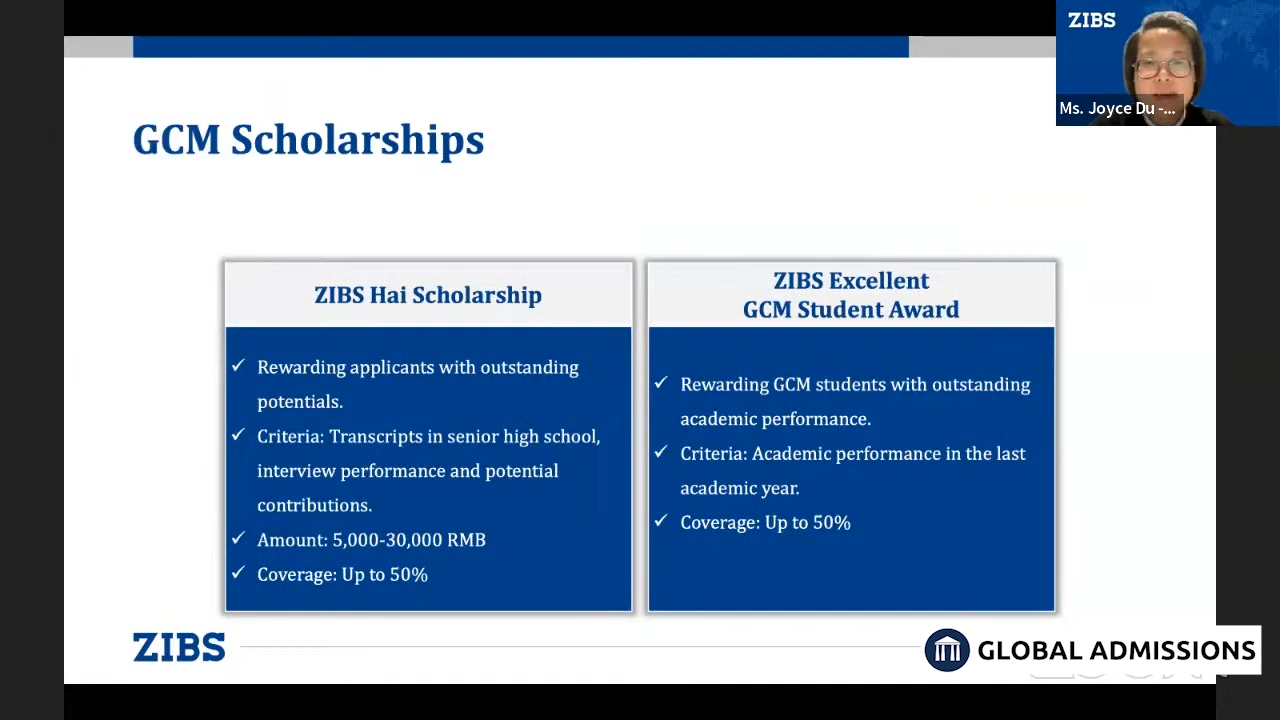 ZIBS
Ms. Joyce Du -...
GCM Scholarships
ZIBS Hai Scholarship
✓ Rewarding applicants with outstanding
potentials.
✓ Criteria: Transcripts in senior high school,
interview performance and potential
contributions.
✓ Amount: 5,000-30,000 RMB
✓ Coverage: Up to 50%
ZIBS Excellent
GCM Student Award
✓ Rewarding GCM students with outstanding
academic performance.
✓ Criteria: Academic performance in the last
academic year.
✓ Coverage: Up to 50%
ZIBS
GLOBAL ADMISSIONS